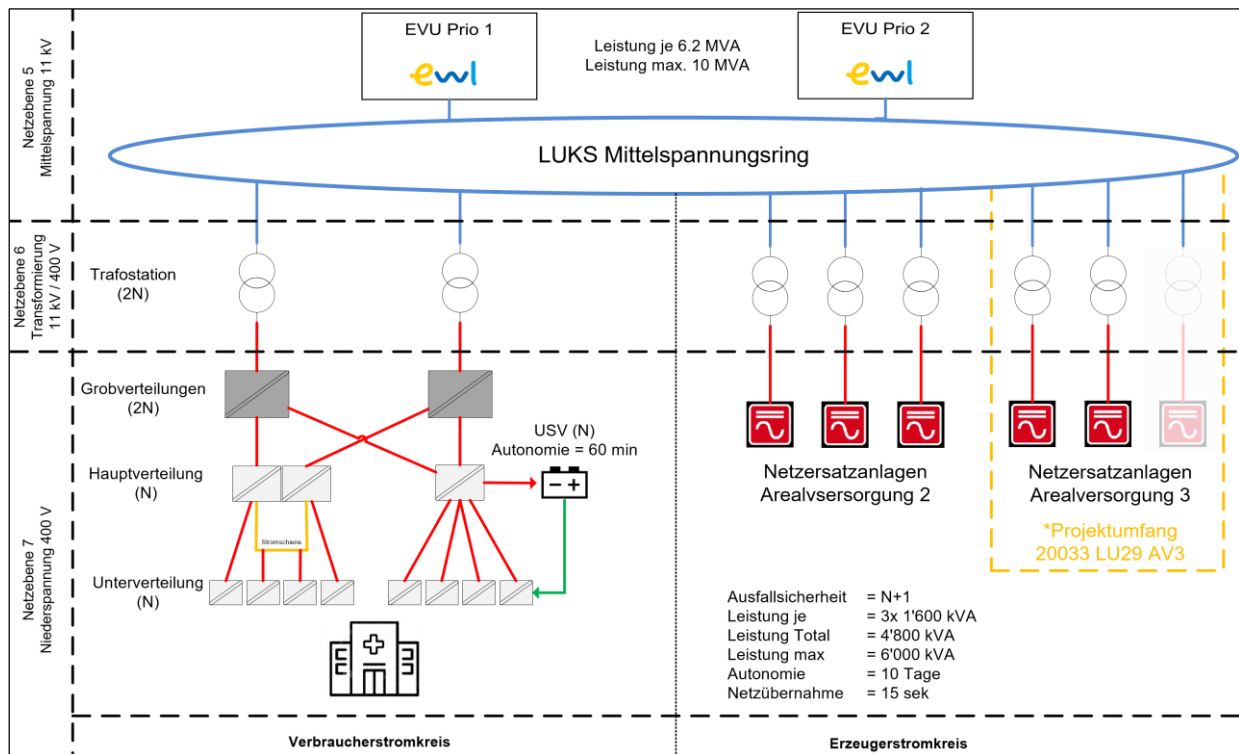 Netzebene 5
Mittelspannung 11 kV
EVU Prio 1
ewl
Leistung je 6.2 MVA
Leistung max. 10 MVA
EVU Prio 2
ewl
LUKS Mittelspannungsring
Netzebene 6
Transformierung
11 kV / 400 V
Trafostation
(2N)
Netzebene 7
Niederspannung 400 V
Grobverteilungen
(2N)
Hauptverteilung
(N)
USV (N)
Autonomie = 60 min
Stromschiene
Unterverteilung
(N)
Netzersatzanlagen
Arealversorgung 2
Netzersatzanlagen
Arealversorgung 3
*Projektumfang
20033 LU29 AV3
Ausfallsicherheit = N+1
Leistung je = 3x 1'600 kVA
Leistung Total = 4'800 kVA
Leistung max = 6'000 kVA
Autonomie = 10 Tage
Netzübernahme = 15 sek
Verbraucherstromkreis
Erzeugerstromkreis